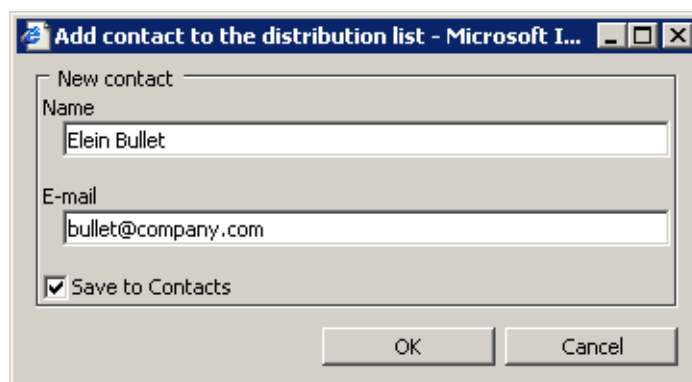 Add contact to the distribution list - Microsoft I...
New contact
Name
Elein Bullet
E-mail
bullet@company.com
Save to Contacts
OK
Cancel